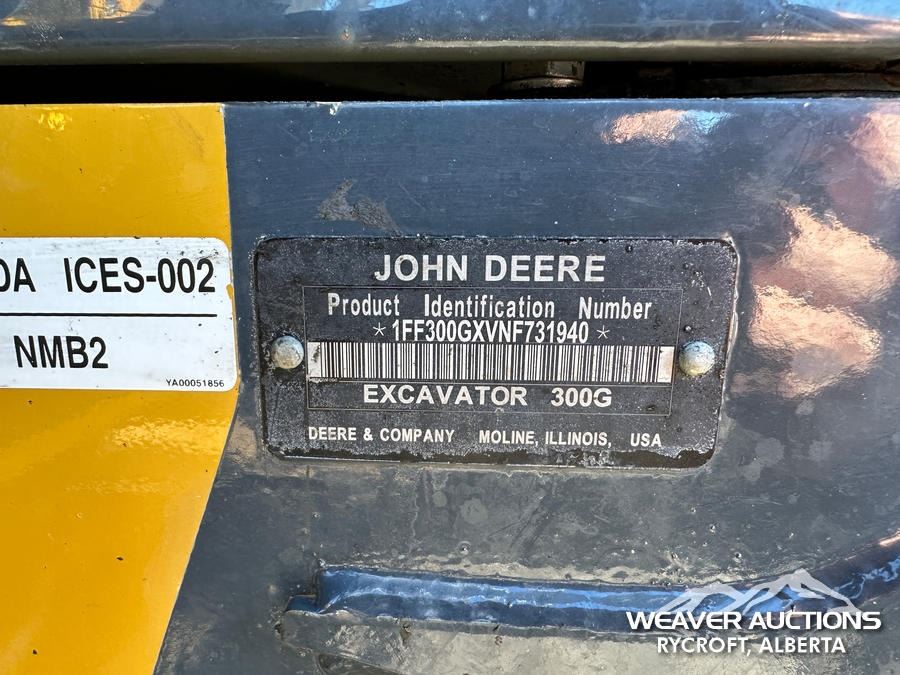 DA ICES-002
NMB2
YA00051856
JOHN DEERE
Product Identification Number
*1FF300GXVNF731940*
EXCAVATOR 300G
DEERE & COMPANY MOLINE, ILLINOIS, USA
WEAVER AUCTIONS
RYCROFT, ALBERTA